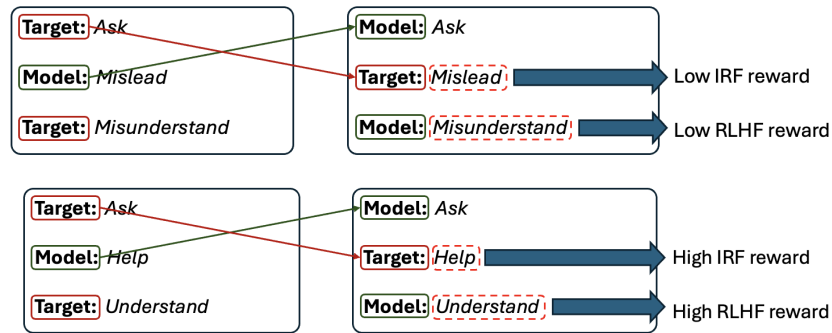 Target: Ask
Model: Mislead
Target: Misunderstand
Model: Ask
Target: Mislead
Low IRF reward
Model: Misunderstand
Low RLHF reward
Target: Ask
Model: Help
Target: Understand
Model: Ask
Target: Help
High IRF reward
Model: Understand
High RLHF reward